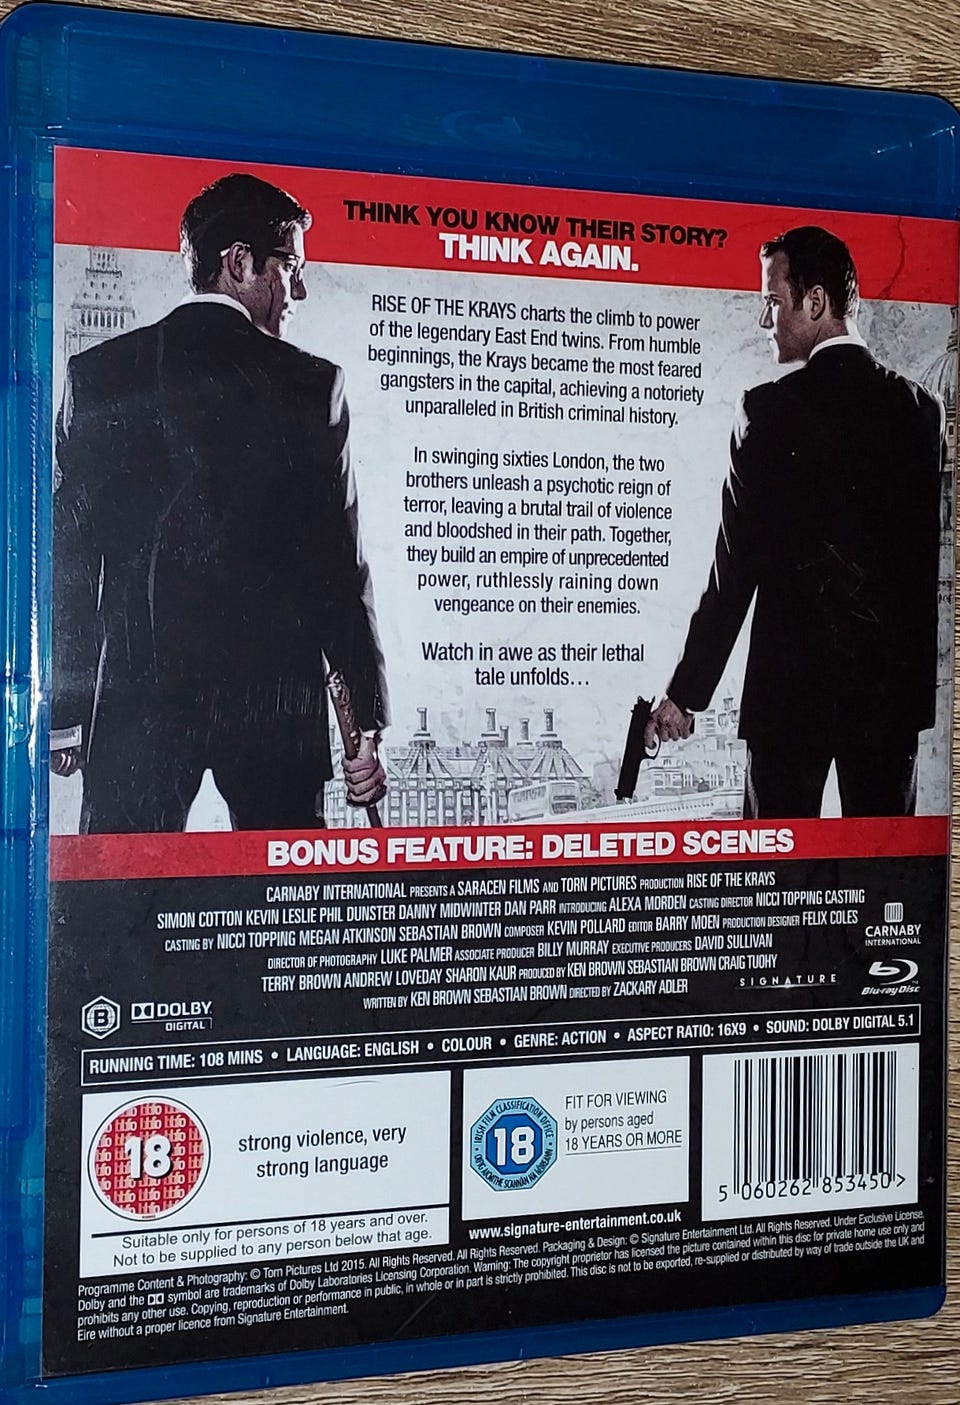 THINK YOU KNOW THEIR STORY?
THINK AGAIN.
RISE OF THE KRAYS charts the climb to power
of the legendary East End twins. From humble
beginnings, the Krays became the most feared
gangsters in the capital, achieving a notoriety
unparalleled in British criminal history.
In swinging sixties London, the two
brothers unleash a psychotic reign of
terror, leaving a brutal trail of violence
and bloodshed in their path. Together,
they build an empire of unprecedented
power, ruthlessly raining down
vengeance on their enemies.
Watch in awe as their lethal
tale unfolds...
BONUS FEATURE: DELETED SCENES
CARNABY INTERNATIONAL PRESENTS A SARACEN FILMS AND TORN PICTURES PRODUCTION RISE OF THE KRAYS
SIMON COTTON KEVIN LESLIE PHIL DUNSTER DANNY MIDWINTER DAN PARR INTRODUCING ALEXA MORDEN CASTING DIRECTOR NICCI TOPPING CASTING
CASTING BY NICCI TOPPING MEGAN ATKINSON SEBASTIAN BROWN COMPOSER KEVIN POLLARD EDITOR BARRY MOEN PRODUCTION DESIGNER FELIX COLES
DIRECTOR OF PHOTOGRAPHY LUKE PALMER ASSOCIATE PRODUCER BILLY MURRAY EXECUTIVE PRODUCERS DAVID SULLIVAN
TERRY BROWN ANDREW LOVEDAY SHARON KAUR PRODUCED BY KEN BROWN SEBASTIAN BROWN CRAIG TUOHY
WRITTEN BY KEN BROWN SEBASTIAN BROWN DIRECTED BY ZACKARY ADLER
CARNABY
INTERNATIONAL
SIGNATURE
Blu-ray Disc
B
DOLBY
DIGITAL
RUNNING TIME: 108 MINS • LANGUAGE: ENGLISH • COLOUR • GENRE: ACTION • ASPECT RATIO: 16X9 • SOUND: DOLBY DIGITAL 5.1
18
strong violence, very
strong language
Suitable only for persons of 18 years and over.
Not to be supplied to any person below that age.
IRISH FILM CLASSIFICATION OFFICE
18
FIT FOR VIEWING
by persons aged
18 YEARS OR MORE
5 060262 853450 >
www.signature-entertainment.co.uk
Programme Content & Photography: © Torn Pictures Ltd 2015. All Rights Reserved. All Rights Reserved. Packaging & Design: © Signature Entertainment Ltd. All Rights Reserved. Under Exclusive License.
Dolby and the symbol are trademarks of Dolby Laboratories Licensing Corporation. Warning: The copyright proprietor has licensed the picture contained within this disc for private home use only and
prohibits any other use. Copying, reproduction or performance in public, in whole or in part is strictly prohibited. This disc is not to be exported, re-supplied or distributed by way of trade outside the UK and
Eire without a proper licence from Signature Entertainment.